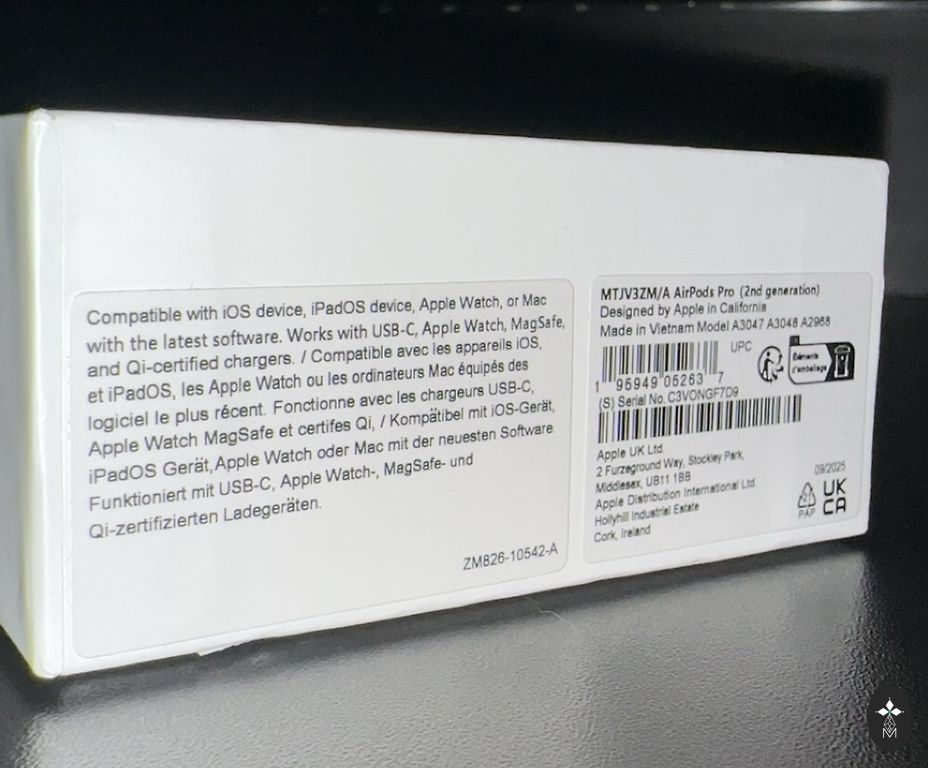 Compatible with iOS device, iPadOS device, Apple Watch, or Mac
with the latest software. Works with USB-C, Apple Watch, MagSafe,
and Qi-certified chargers. / Compatible avec les appareils iOS,
et iPadOS, les Apple Watch ou les ordinateurs Mac équipés des
logiciel le plus récent. Fonctionne avec les chargeurs USB-C,
Apple Watch MagSafe et certifes Qi, / Kompätibel mit iOS-Gerät,
iPadOS Gerät, Apple Watch oder Mac mit der neuesten Software.
Funktioniert mit USB-C, Apple Watch-, MagSafe- und
Qi-zertifizierten Ladegeräten.
ZM826-10542-A
MTJV3ZM/A AirPods Pro (2nd generation)
Designed by Apple in California
Made in Vietnam Model A3047 A3048 A2968
UPC
1 95949 05263 7
Éléments
d'emballage
(S) Serial No. C3VONGF7D9
Apple UK Ltd.
2 Furzeground Way, Stockley Park,
Middlesex, UB11 1BB
Apple Distribution International Ltd.
Hollyhill Industrial Estate
Cork, Ireland
09/2025
PAP
UK
CA
M